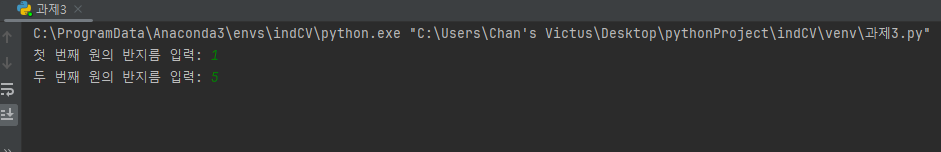 과제3
C:\ProgramData\Anaconda3\envs\indCV\python.exe "C:\Users\Chan's Victus\Desktop\pythonProject\indCV\venv\과제3.py"
첫 번째 원의 반지름 입력: 1
두 번째 원의 반지름 입력: 5